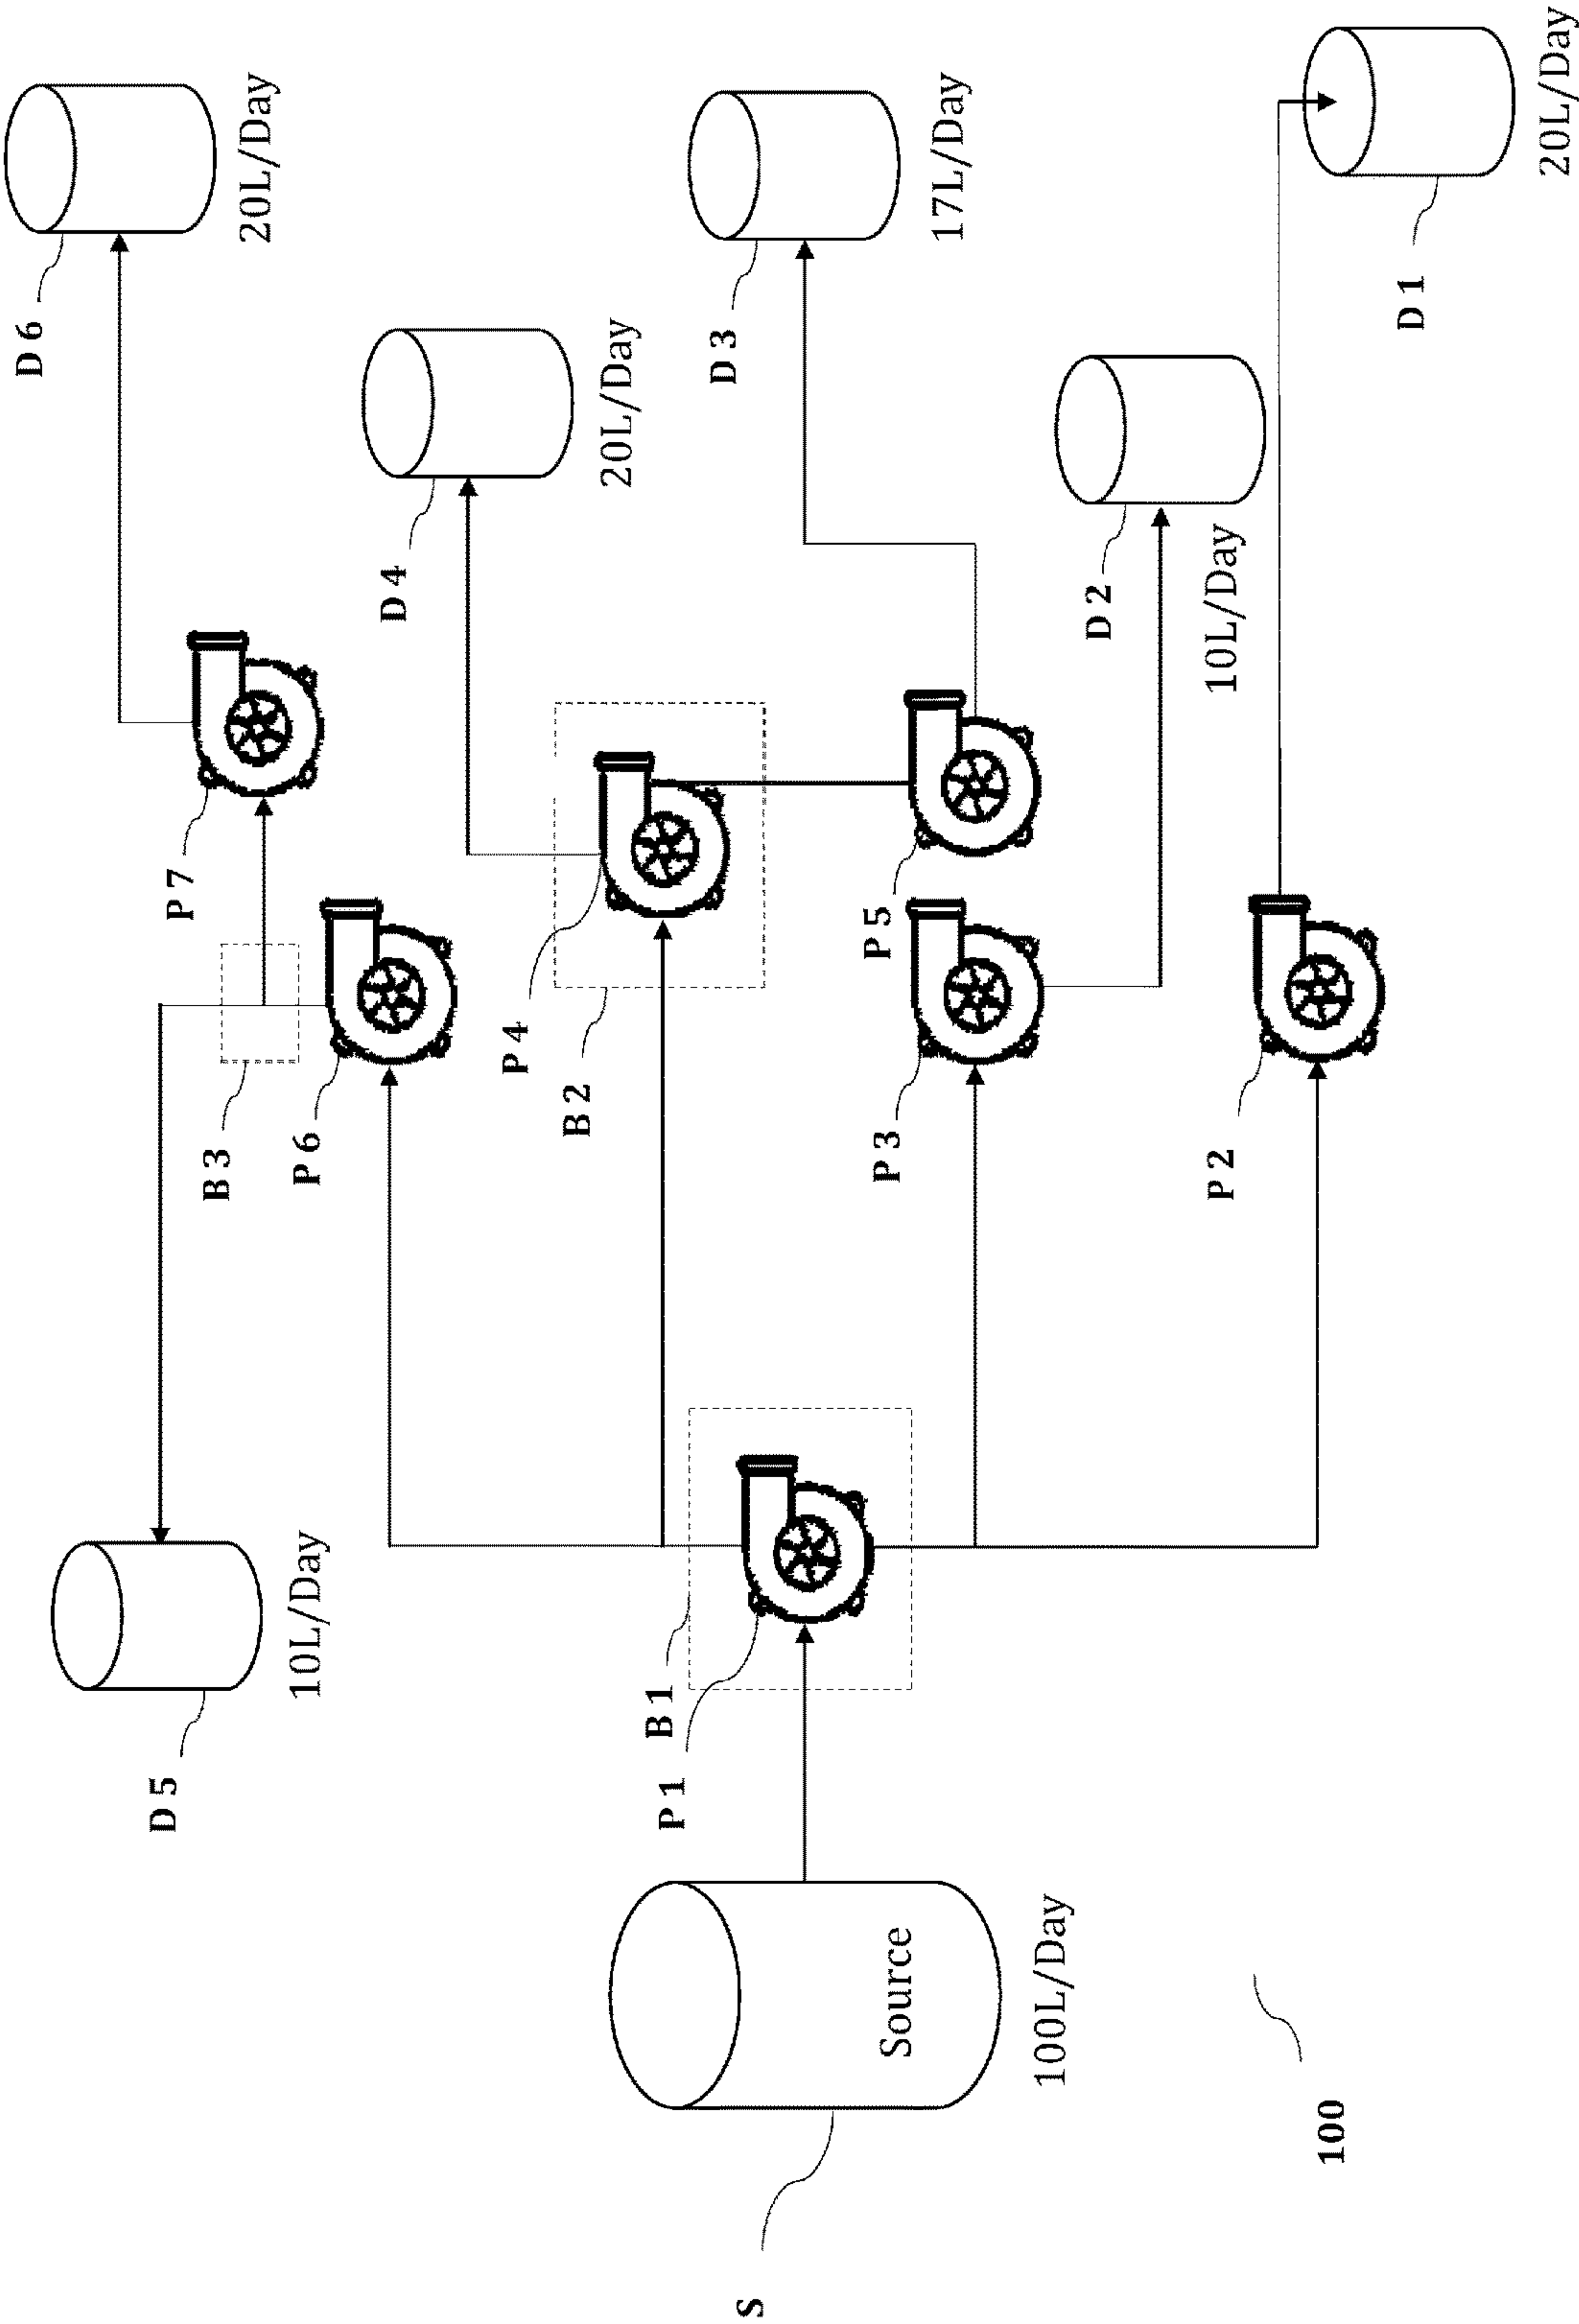 D 6
D 5
P 7
B 3
20L/Day
10L/Day
P 6
D 4
P 4
B 2
20L/Day
B 1
P 1
D 3
S
P 5
P 3
Source
17L/Day
100L/Day
D 2
P 2
10L/Day
100
D 1
20L/Day